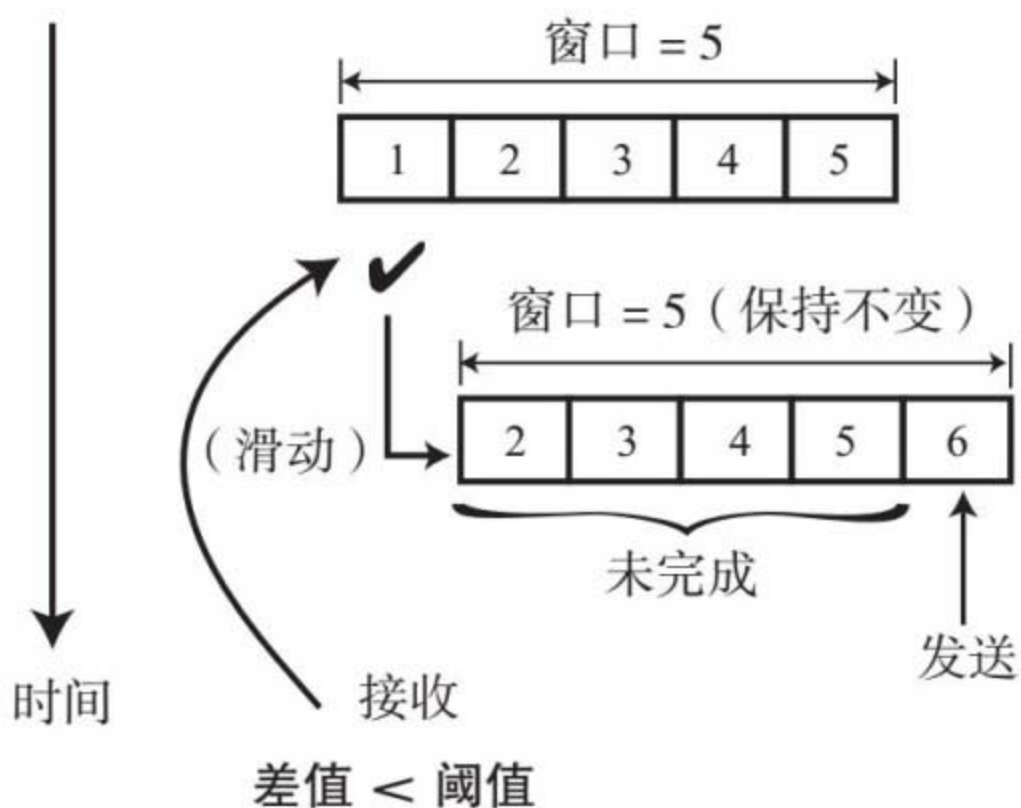 窗口 = 5
1 2 3 4 5
窗口 = 5（保持不变）
（滑动）
2 3 4 5 6
未完成
发送
时间
接收
差值 < 阈值